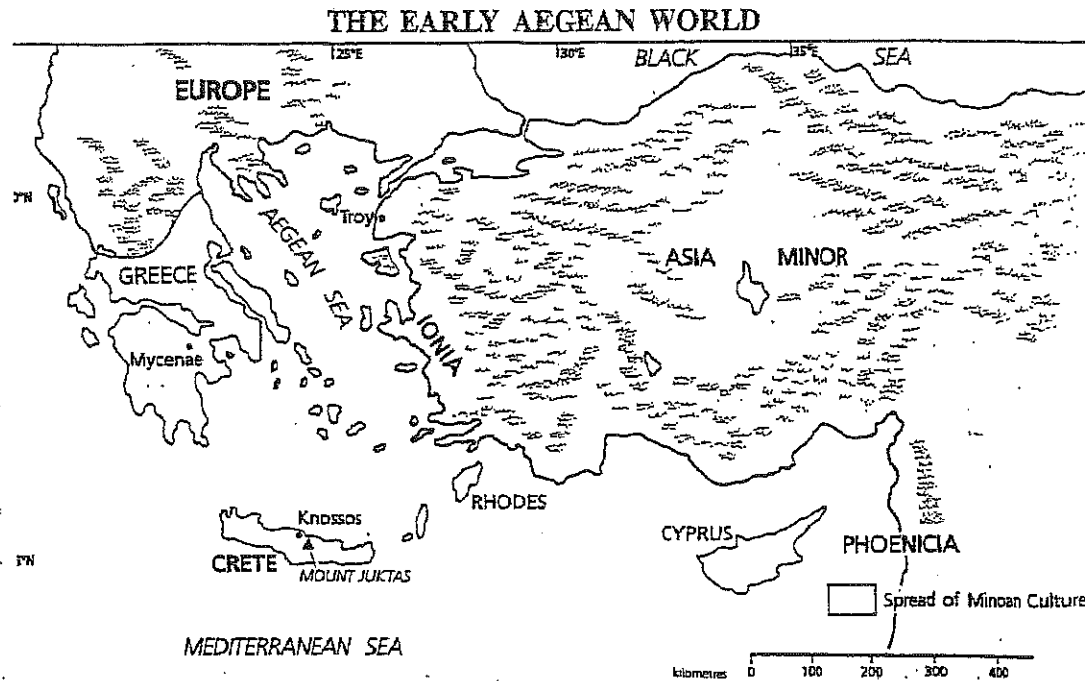 THE EARLY AEGEAN WORLD
25°E
30°E
BLACK
35°E
SEA
EUROPE
Troy
AEGEAN
SEA
ASIA
MINOR
GREECE
IONIA
Mycenae
RHODES
Knossos
CYPRUS
PHOENICIA
CRETE
MOUNT JUKTAS
Spread of Minoan Culture
MEDITERRANEAN SEA
kilometres 0 100 200 300 400